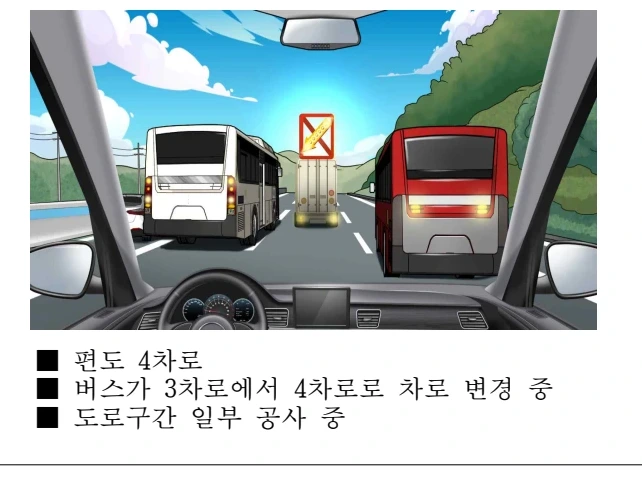 ■ 편도 4차로
■ 버스가 3차로에서 4차로로 차로 변경 중
■ 도로구간 일부 공사 중